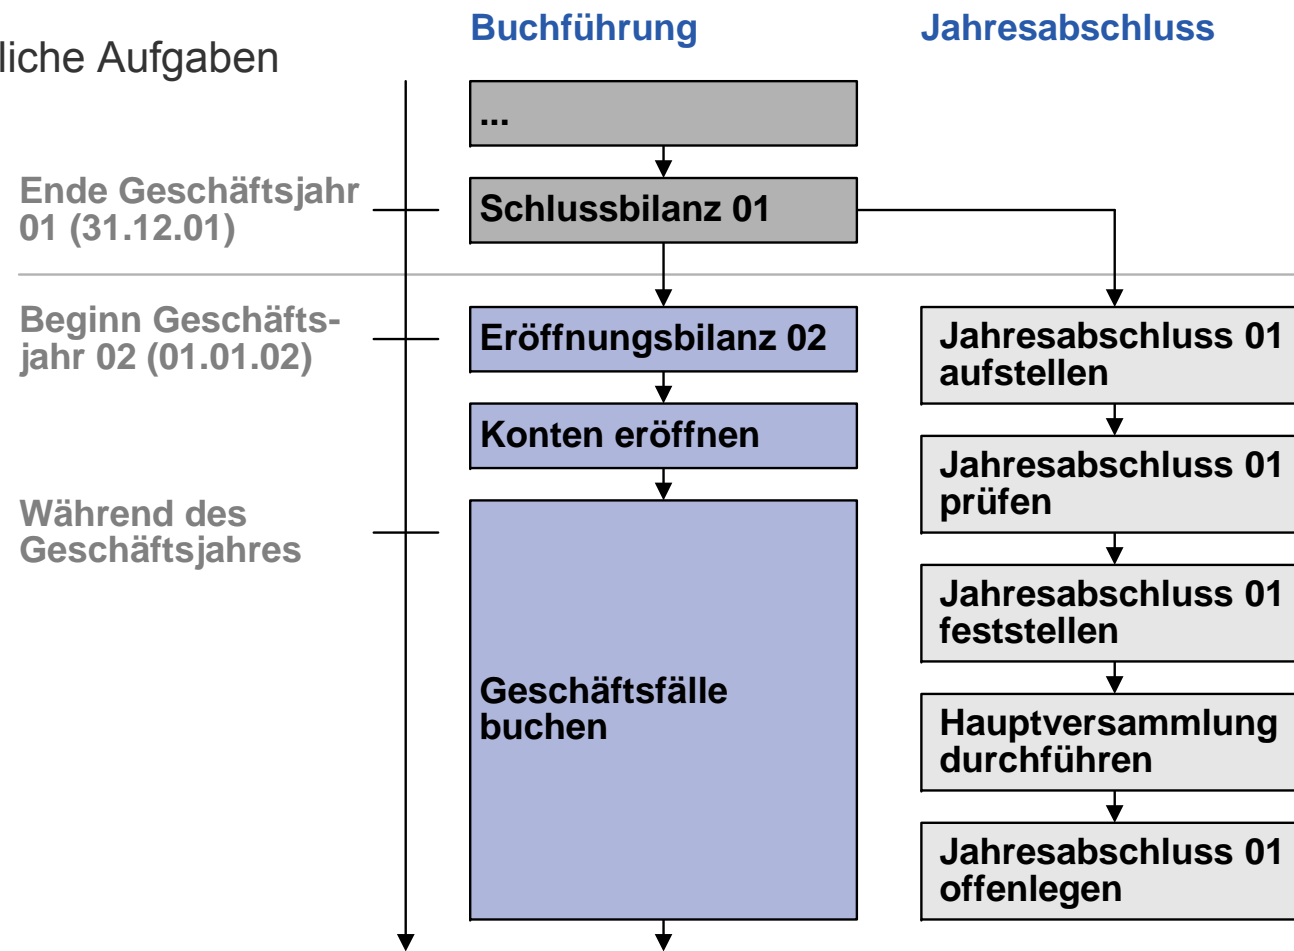 Buchführung
Jahresabschluss
liche Aufgaben
...
Ende Geschäftsjahr
01 (31.12.01)
Schlussbilanz 01
Beginn Geschäfts-
jahr 02 (01.01.02)
Eröffnungsbilanz 02
Jahresabschluss 01
aufstellen
Konten eröffnen
Jahresabschluss 01
prüfen
Während des
Geschäftsjahres
Geschäftsfälle
buchen
Jahresabschluss 01
feststellen
Hauptversammlung
durchführen
Jahresabschluss 01
offenlegen